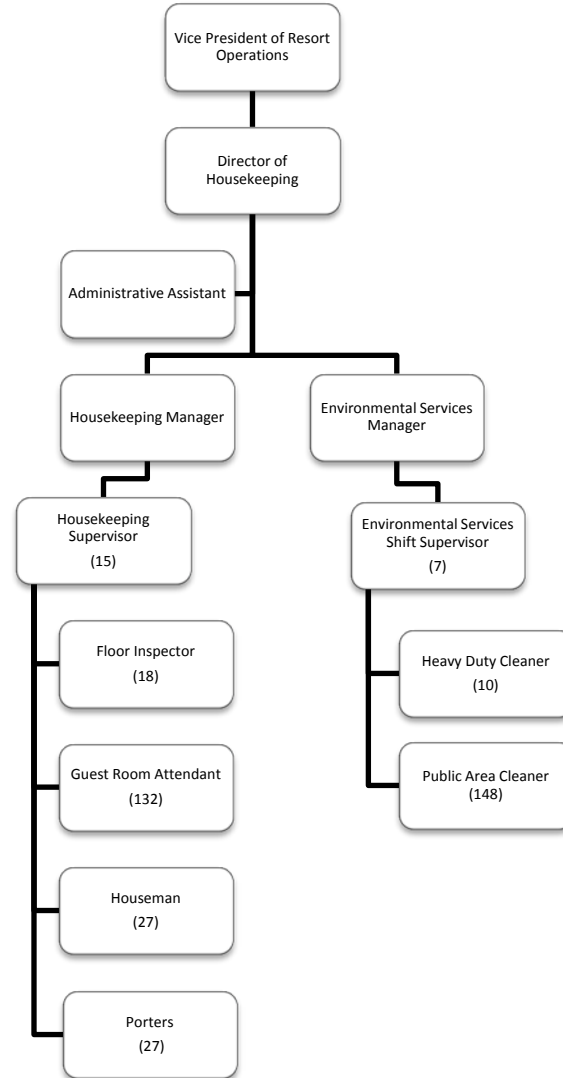 Vice President of Resort
Operations
Director of
Housekeeping
Administrative Assistant
Housekeeping Manager
Environmental Services
Manager
Housekeeping
Supervisor
(15)
Environmental Services
Shift Supervisor
(7)
Floor Inspector
(18)
Heavy Duty Cleaner
(10)
Guest Room Attendant
(132)
Public Area Cleaner
(148)
Houseman
(27)
Porters
(27)